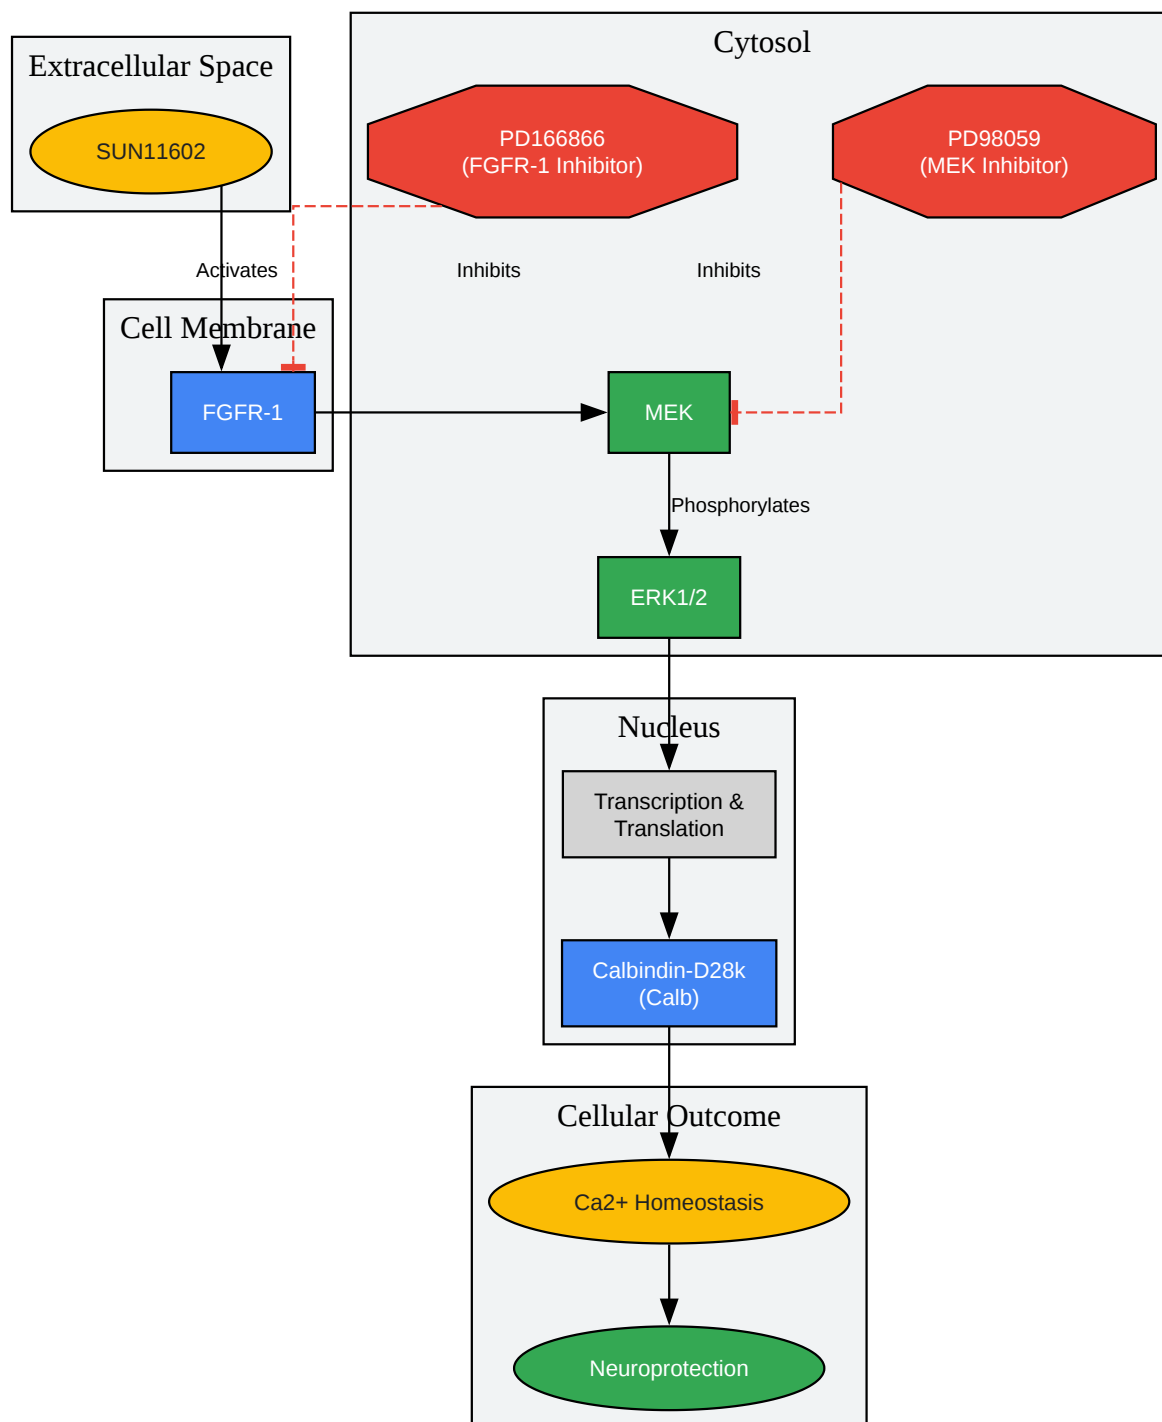 Extracellular Space
SUN11602
Cytosol
PD166866
(FGFR-1 Inhibitor)
PD98059
(MEK Inhibitor)
Activates
Inhibits
Inhibits
Cell Membrane
FGFR-1
MEK
Phosphorylates
ERK1/2
Nucleus
Transcription &
Translation
Calbindin-D28k
(Calb)
Cellular Outcome
Ca2+ Homeostasis
Neuroprotection